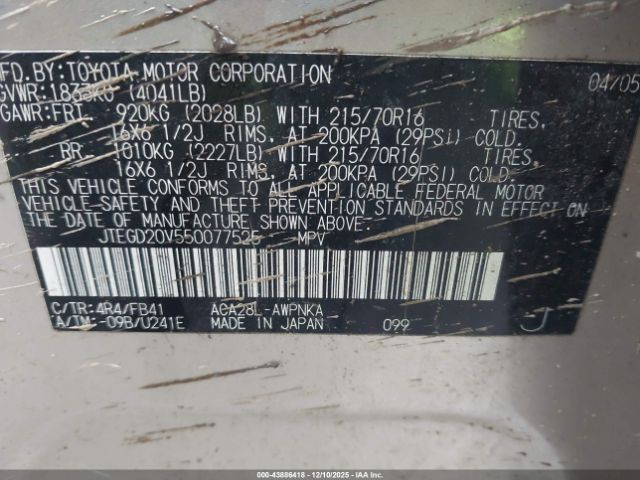 MFD.BY:TOYOTA MOTOR CORPORATION 04/05
GVWR:1833KG (4041LB)
GAWR:FRT 920KG (2028LB) WITH 215/70R16 TIRES,
16X6 1/2J RIMS, AT 200KPA (29PSI) COLD.
RR 1010KG (2227LB) WITH 215/70R16 TIRES,
16X6 1/2J RIMS, AT 200KPA (29PSI) COLD.
THIS VEHICLE CONFORMS TO ALL APPLICABLE FEDERAL MOTOR
VEHICLE SAFETY AND THEFT PREVENTION STANDARDS IN EFFECT ON
THE DATE OF MANUFACTURE SHOWN ABOVE.
JTEGD20V550077525 MPV
C/TR:4R4/FB41 ACA28L-AWPNKA
A/TM -09B/U241E MADE IN JAPAN 099 J
000-43886418 - 12/10/2025 - IAAI.COM